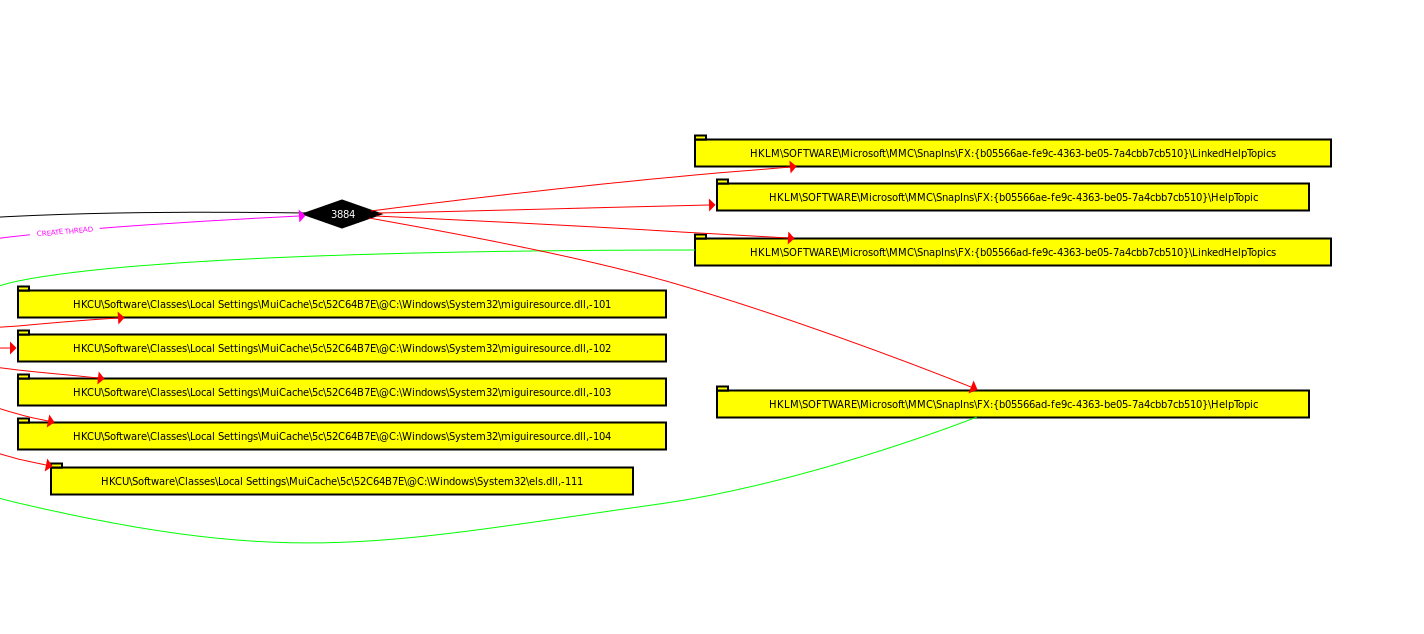 HKLM\SOFTWARE\Microsoft\MMC\SnapIns\FX:{b05566ae-fe9c-4363-be05-7a4cbb7cb510}\LinkedHelpTopics
HKLM\SOFTWARE\Microsoft\MMC\SnapIns\FX:{b05566ae-fe9c-4363-be05-7a4cbb7cb510}\HelpTopic
3884
CREATE THREAD
HKLM\SOFTWARE\Microsoft\MMC\SnapIns\FX:{b05566ad-fe9c-4363-be05-7a4cbb7cb510}\LinkedHelpTopics
HKCU\Software\Classes\Local Settings\MuiCache\5c\52C64B7E\@C:\Windows\System32\miguiresource.dll,-101
HKCU\Software\Classes\Local Settings\MuiCache\5c\52C64B7E\@C:\Windows\System32\miguiresource.dll,-102
HKCU\Software\Classes\Local Settings\MuiCache\5c\52C64B7E\@C:\Windows\System32\miguiresource.dll,-103
HKLM\SOFTWARE\Microsoft\MMC\SnapIns\FX:{b05566ad-fe9c-4363-be05-7a4cbb7cb510}\HelpTopic
HKCU\Software\Classes\Local Settings\MuiCache\5c\52C64B7E\@C:\Windows\System32\miguiresource.dll,-104
HKCU\Software\Classes\Local Settings\MuiCache\5c\52C64B7E\@C:\Windows\System32\els.dll,-111